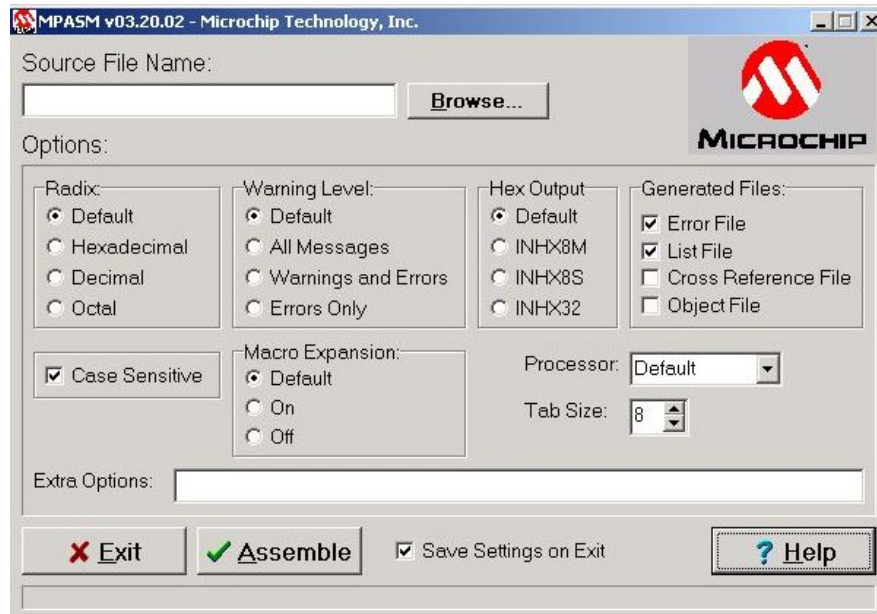 MPASM v03.20.02 - Microchip Technology, Inc.
Source File Name:
Browse...
MICROCHIP
Options:
Radix:
Default
Hexadecimal
Decimal
Octal
Warning Level:
Default
All Messages
Warnings and Errors
Errors Only
Hex Output
Default
INHX8M
INHX8S
INHX32
Generated Files:
Error File
List File
Cross Reference File
Object File
Case Sensitive
Macro Expansion:
Default
On
Off
Processor: Default
Tab Size: 8
Extra Options:
Exit
Assemble
Save Settings on Exit
? Help